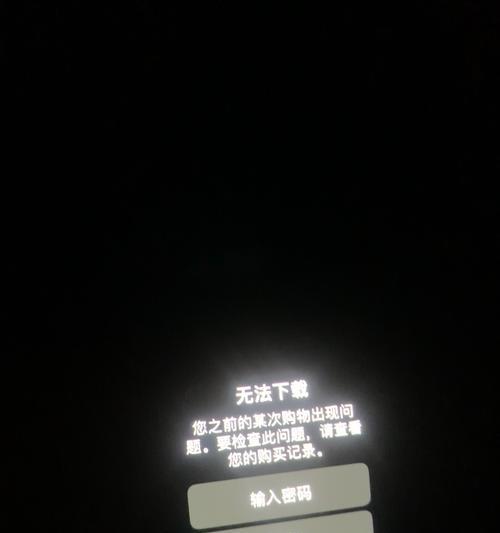 无法下载
您之前的某次购物出现问
题。要检查此问题，请查看
您的购买记录。
输入密码